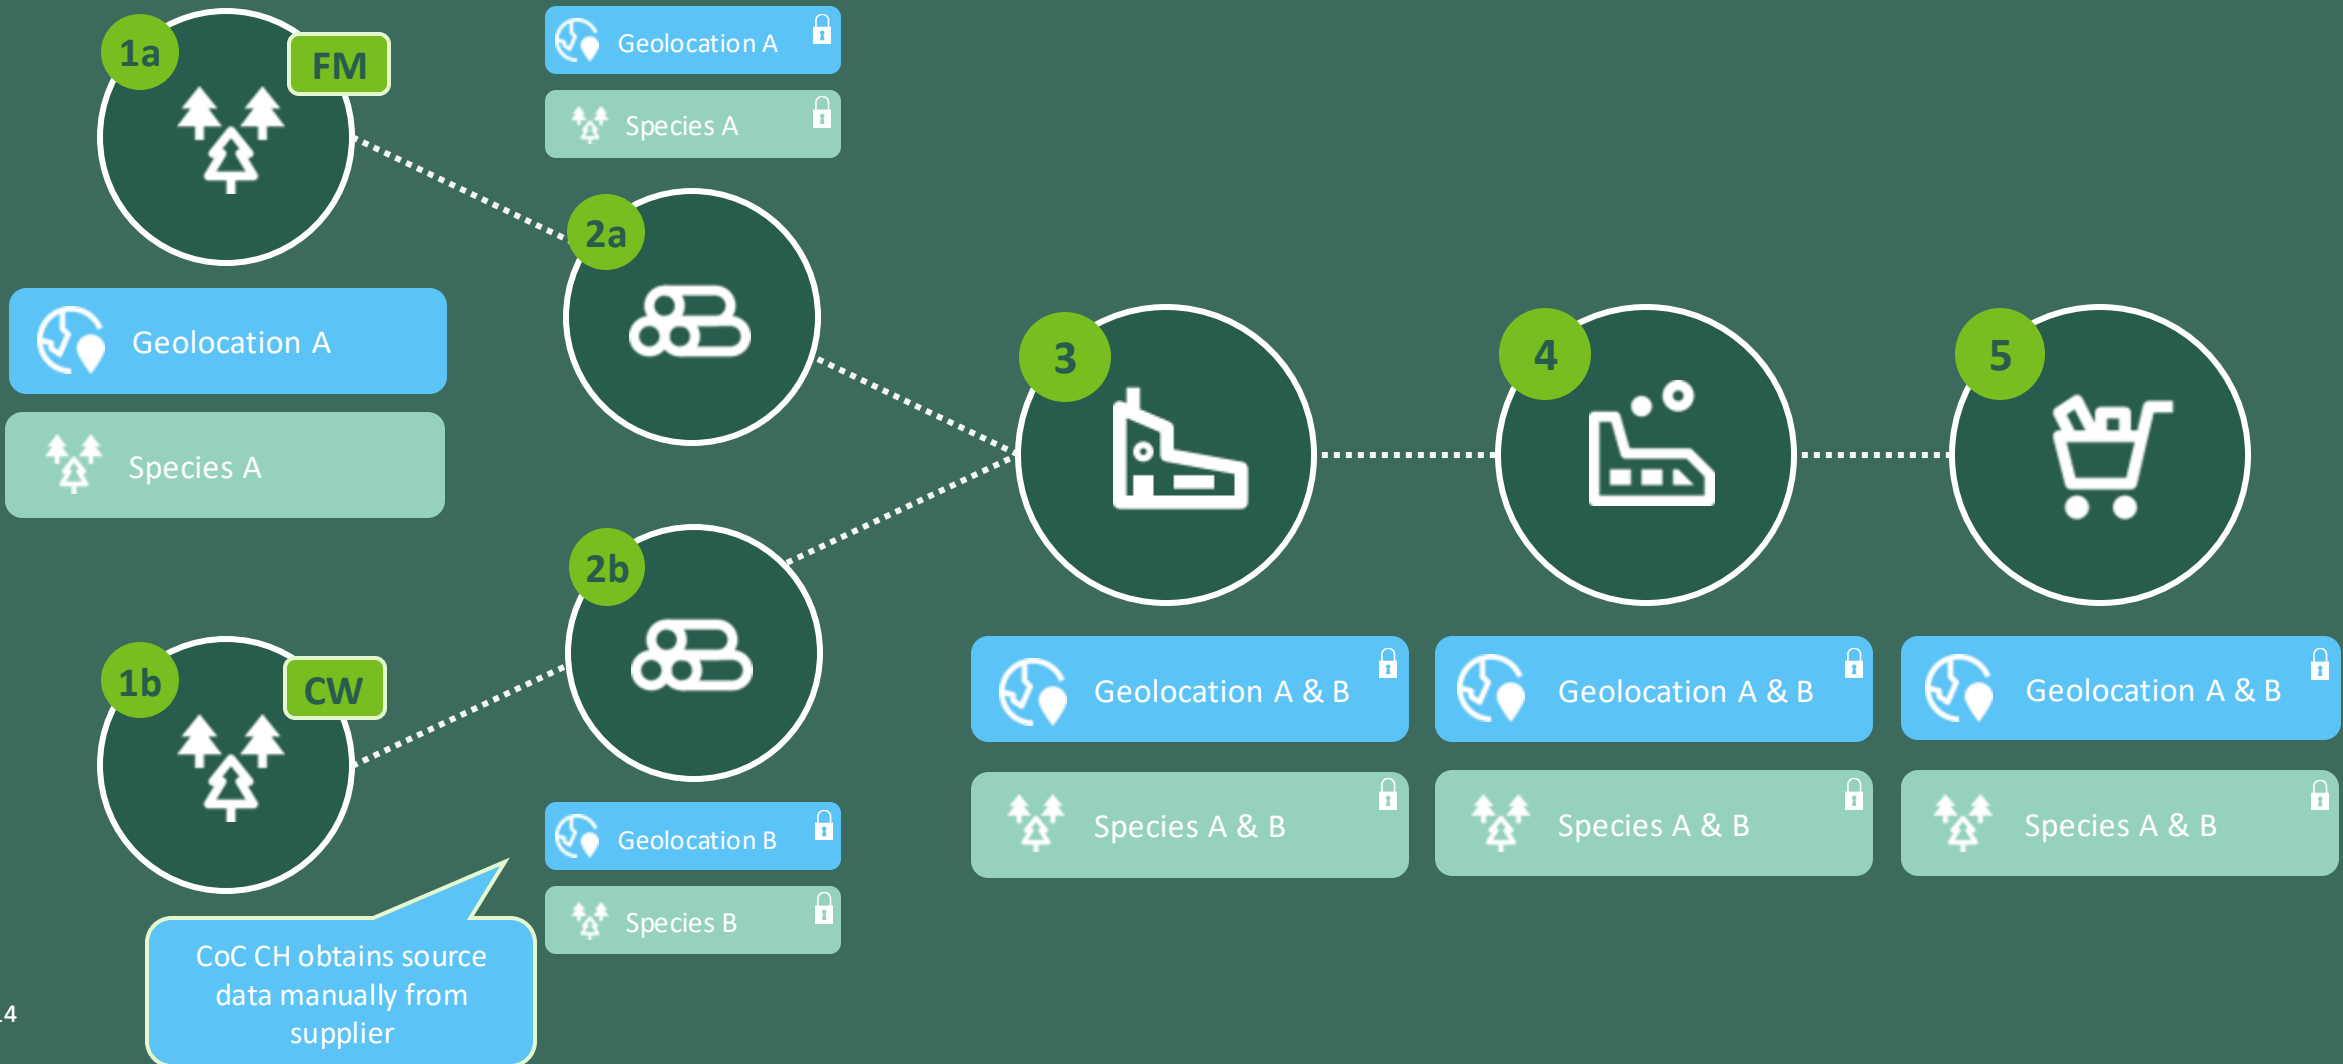 1a
FM
Geolocation A
Species A
Geolocation A
Species A
2a
1b
CW
2b
Geolocation B
Species B
CoC CH obtains source
data manually from
supplier
3
Geolocation A & B
Species A & B
4
Geolocation A & B
Species A & B
5
Geolocation A & B
Species A & B